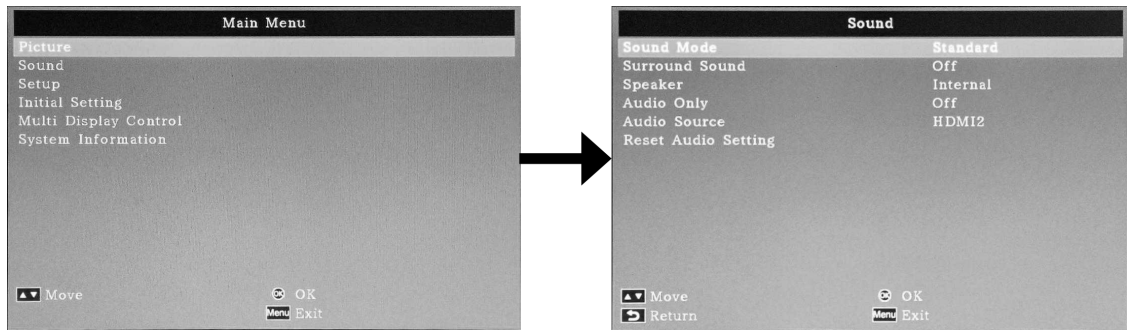 Main Menu
Picture
Sound
Setup
Initial Setting
Multi Display Control
System Information
Move
OK
Menu Exit
Sound
Sound Mode Standard
Surround Sound Off
Speaker Internal
Audio Only Off
Audio Source HDMI2
Reset Audio Setting
Move
OK
Return
Menu Exit